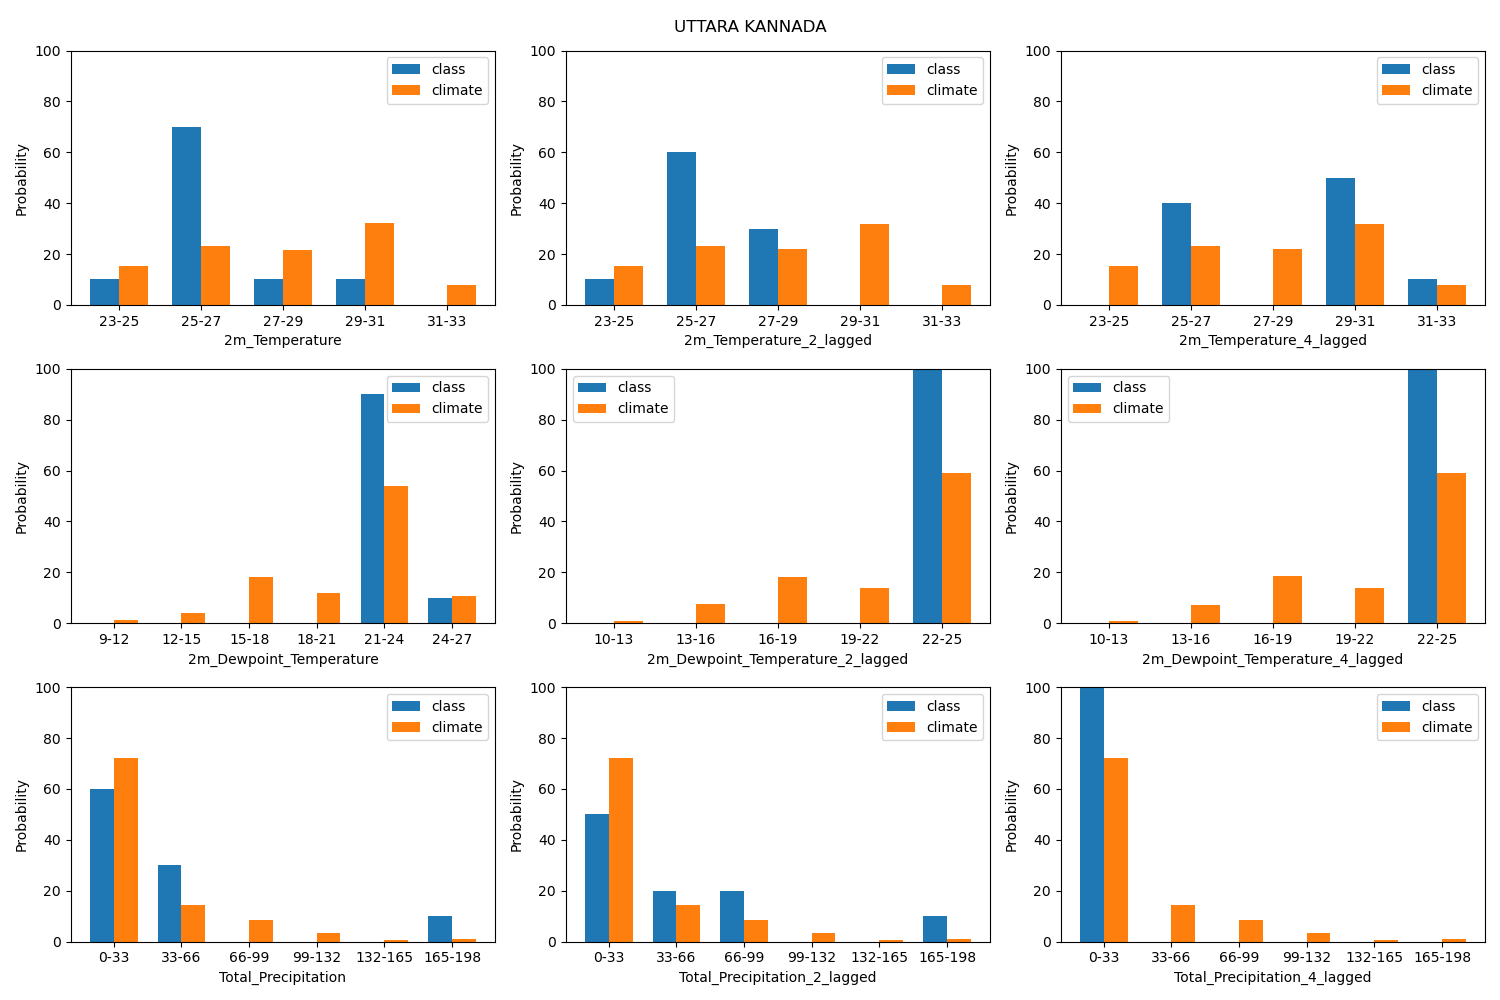 UTTARA KANNADA
100
80
60
40
20
0
Probability
class
climate
23-25 25-27 27-29 29-31 31-33
2m_Temperature
100
80
60
40
20
0
Probability
class
climate
23-25 25-27 27-29 29-31 31-33
2m_Temperature_2_lagged
100
80
60
40
20
0
Probability
class
climate
23-25 25-27 27-29 29-31 31-33
2m_Temperature_4_lagged
100
80
60
40
20
0
Probability
class
climate
9-12 12-15 15-18 18-21 21-24 24-27
2m_Dewpoint_Temperature
100
80
60
40
20
0
Probability
class
climate
10-13 13-16 16-19 19-22 22-25
2m_Dewpoint_Temperature_2_lagged
100
80
60
40
20
0
Probability
class
climate
10-13 13-16 16-19 19-22 22-25
2m_Dewpoint_Temperature_4_lagged
100
80
60
40
20
0
Probability
class
climate
0-33 33-66 66-99 99-132 132-165 165-198
Total_Precipitation
100
80
60
40
20
0
Probability
class
climate
0-33 33-66 66-99 99-132 132-165 165-198
Total_Precipitation_2_lagged
100
80
60
40
20
0
Probability
class
climate
0-33 33-66 66-99 99-132 132-165 165-198
Total_Precipitation_4_lagged